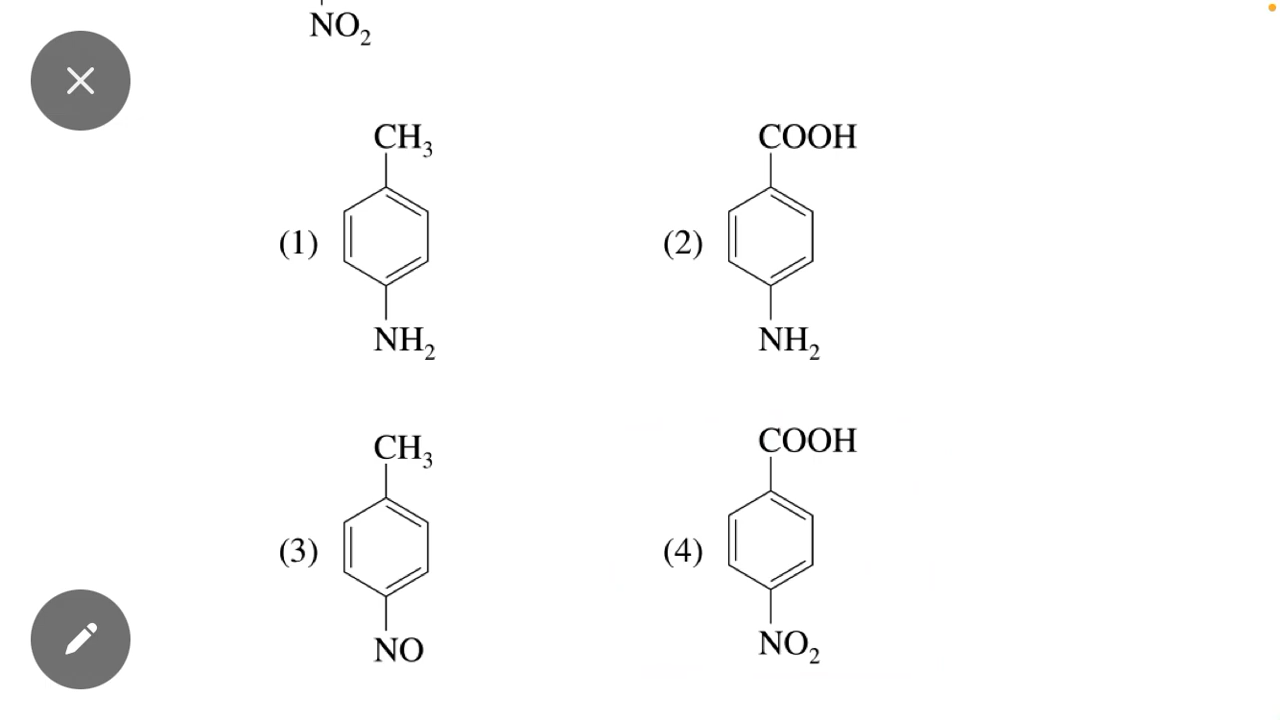 NO₂
CH₃ COOH
(1) (2)
NH₂ NH₂
CH₃ COOH
(3) (4)
NO NO₂